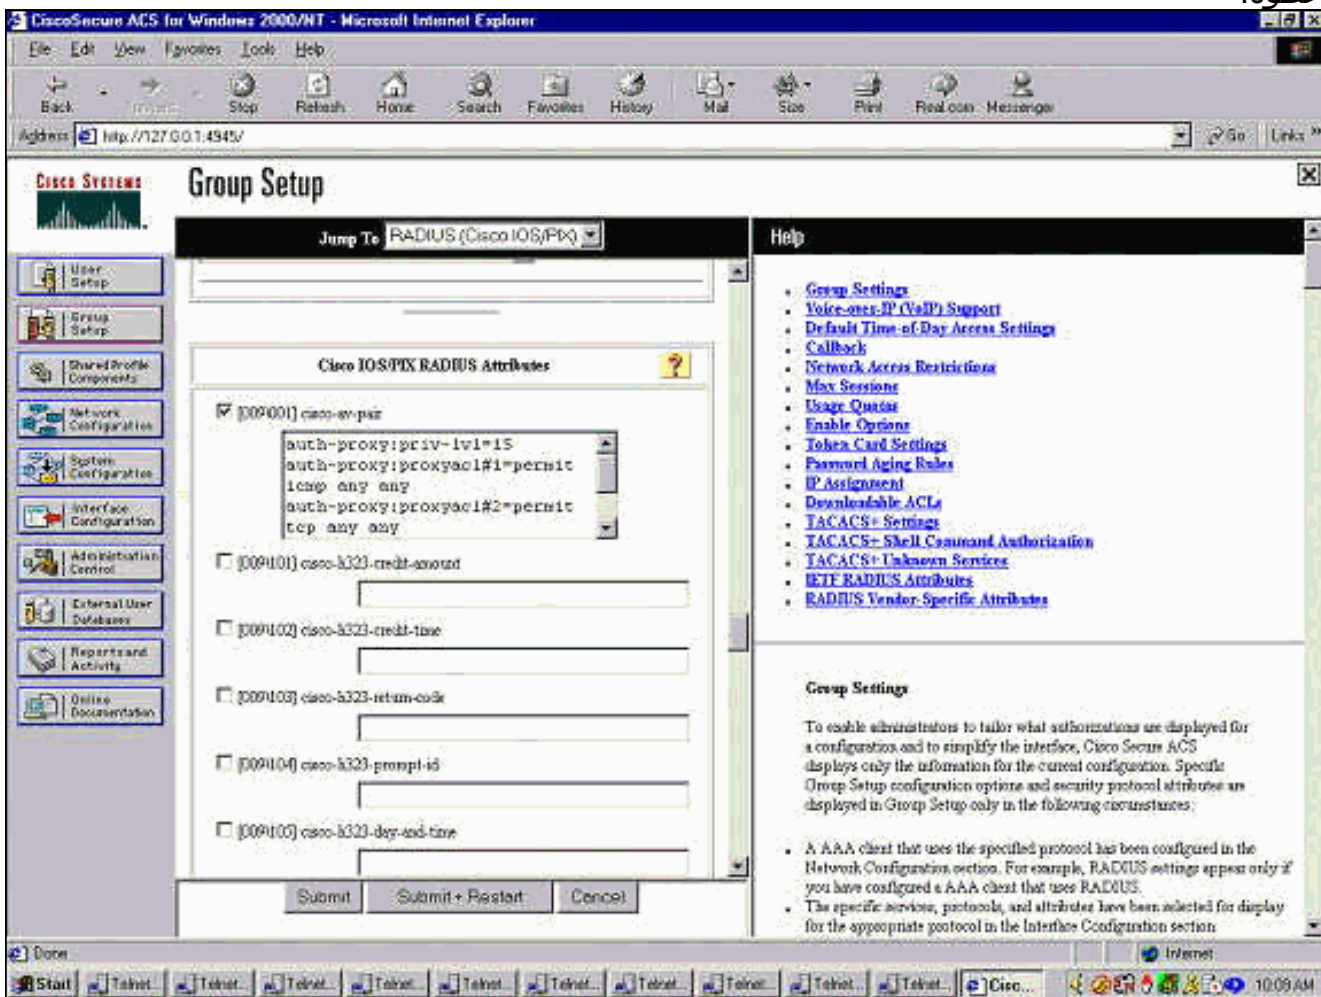 خطوة.
CiscoSecure ACS for Windows 2000/NT - Microsoft Internet Explorer
File Edit View Favorites Tools Help
Back Stop Refresh Home Search Favorites History Mail Size Print Real.com Messenger
Address http://127.0.0.1:4945/ Go Links »
Cisco Systems
Group Setup
Jump To RADIUS (Cisco IOS/PIX)
User Setup
Group Setup
Shared Profile Components
Network Configuration
System Configuration
Interface Configuration
Administration Control
External User Databases
Reports and Activity
Online Documentation
Cisco IOS/PIX RADIUS Attributes
?
[009\001] cisco-av-pair
auth-proxy:priv-lvl=15
auth-proxy:proxyacl#1=permit
icmp any any
auth-proxy:proxyacl#2=permit
tcp any any
[009\101] cisco-h323-credit-amount
[009\102] cisco-h323-credit-time
[009\103] cisco-h323-return-code
[009\104] cisco-h323-prompt-id
[009\105] cisco-h323-day-and-time
Submit Submit + Restart Cancel
Help
Group Settings
Voice-over-IP (VoIP) Support
Default Time-of-Day Access Settings
Callback
Network Access Restrictions
Max Sessions
Usage Quotas
Enable Options
Token Card Settings
Password Aging Rules
IP Assignment
Downloadable ACLs
TACACS+ Settings
TACACS+ Shell Command Authorization
TACACS+ Unknown Services
IETF RADIUS Attributes
RADIUS Vendor-Specific Attributes
Group Settings
To enable administrators to tailor what authorizations are displayed for
a configuration and to simplify the interface, Cisco Secure ACS
displays only the information for the current configuration. Specific
Group Setup configuration options and security protocol attributes are
displayed in Group Setup only in the following circumstances:
A AAA client that uses the specified protocol has been configured in the
Network Configuration section. For example, RADIUS settings appear only if
you have configured a AAA client that uses RADIUS.
The specific services, protocols, and attributes have been selected for display
for the appropriate protocol in the Interface Configuration section
Done Internet
Start Telnet... Telnet... Telnet... Telnet... Telnet... Telnet... Telnet... Telnet... Telnet... Telnet... Cisc... 10:09 AM